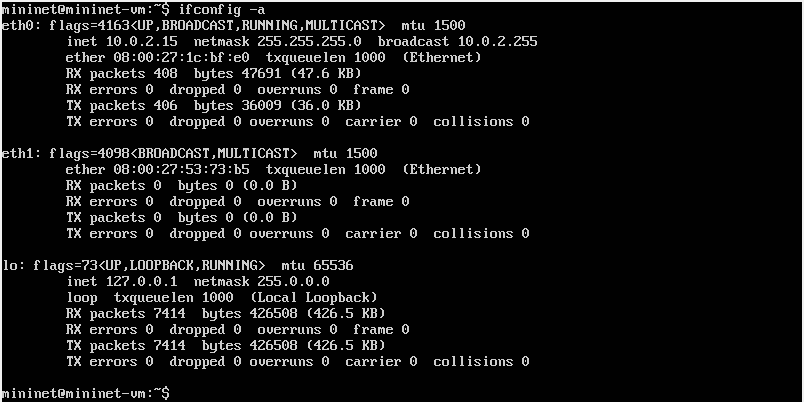 mininet@mininet-vm:~$ ifconfig -a
eth0: flags=4163<UP,BROADCAST,RUNNING,MULTICAST>  mtu 1500
        inet 10.0.2.15  netmask 255.255.255.0  broadcast 10.0.2.255
        ether 08:00:27:1c:bf:e0  txqueuelen 1000  (Ethernet)
        RX packets 408  bytes 47691 (47.6 KB)
        RX errors 0  dropped 0  overruns 0  frame 0
        TX packets 406  bytes 36009 (36.0 KB)
        TX errors 0  dropped 0 overruns 0  carrier 0  collisions 0

eth1: flags=4098<BROADCAST,MULTICAST>  mtu 1500
        ether 08:00:27:53:73:b5  txqueuelen 1000  (Ethernet)
        RX packets 0  bytes 0 (0.0 B)
        RX errors 0  dropped 0  overruns 0  frame 0
        TX packets 0  bytes 0 (0.0 B)
        TX errors 0  dropped 0 overruns 0  carrier 0  collisions 0

lo: flags=73<UP,LOOPBACK,RUNNING>  mtu 65536
        inet 127.0.0.1  netmask 255.0.0.0
        loop  txqueuelen 1000  (Local Loopback)
        RX packets 7414  bytes 426508 (426.5 KB)
        RX errors 0  dropped 0  overruns 0  frame 0
        TX packets 7414  bytes 426508 (426.5 KB)
        TX errors 0  dropped 0 overruns 0  carrier 0  collisions 0

mininet@mininet-vm:~$